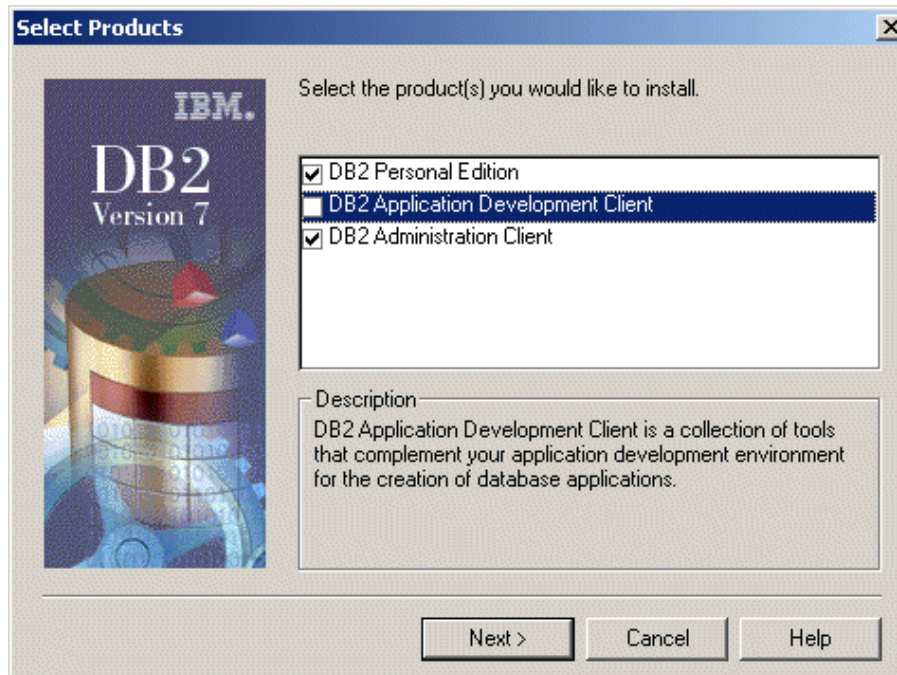 Select Products
IBM.
DB2
Version 7
Select the product(s) you would like to install.
DB2 Personal Edition
DB2 Application Development Client
DB2 Administration Client
Description
DB2 Application Development Client is a collection of tools
that complement your application development environment
for the creation of database applications.
Next >
Cancel
Help